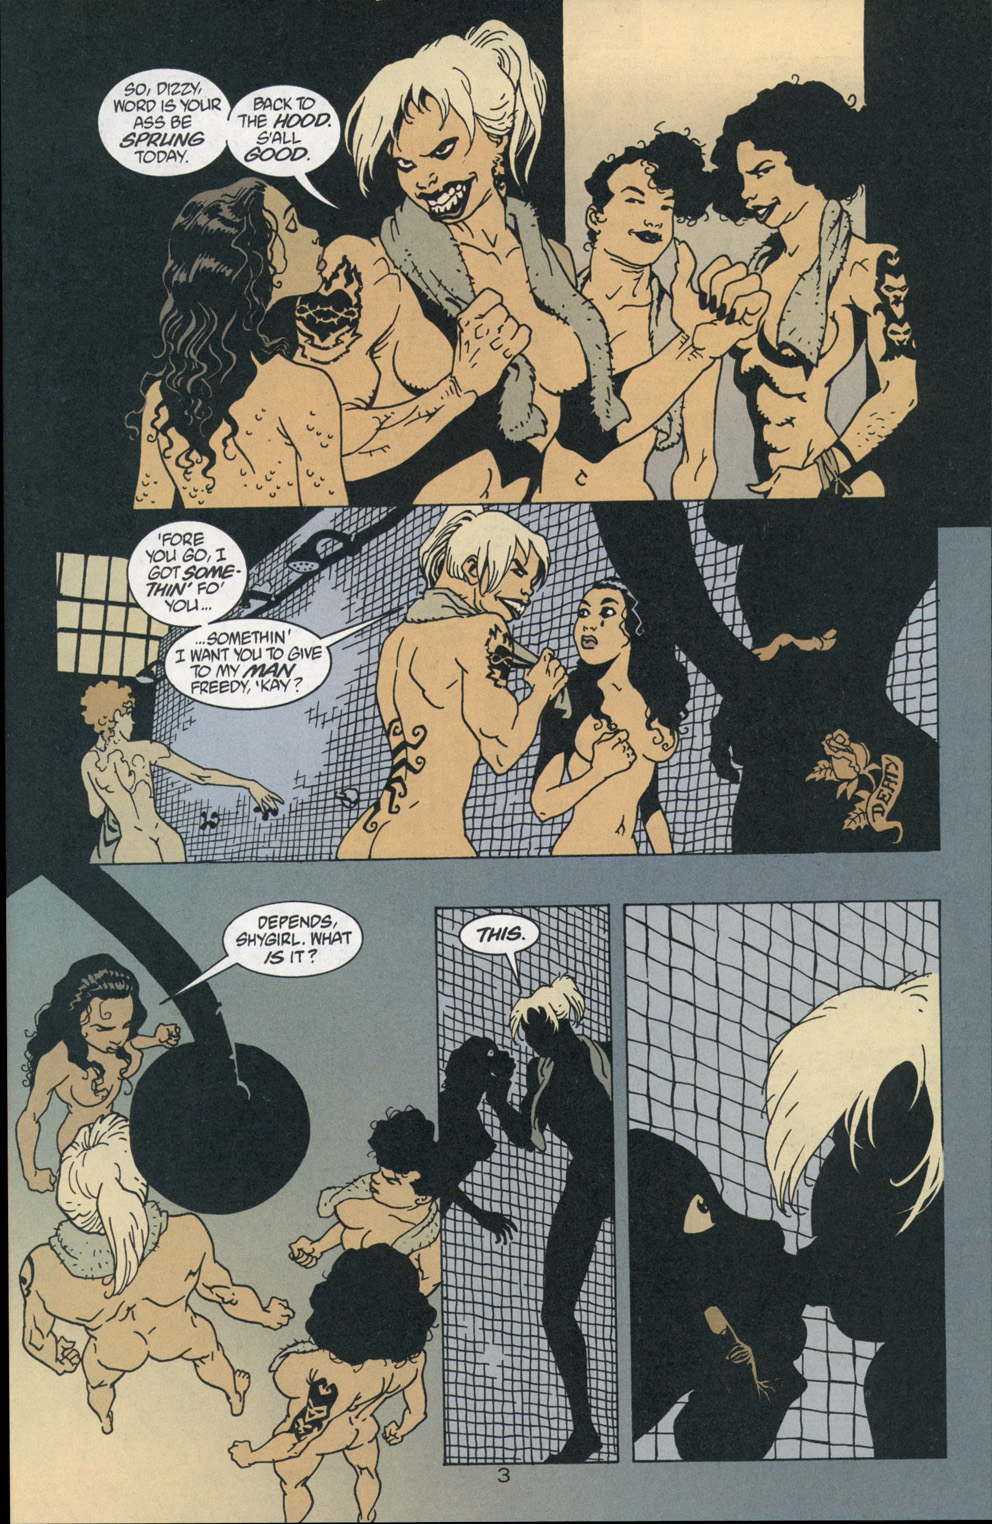 SO, DIZZY,
WORD IS YOUR
ASS BE
SPRUNG
TODAY.
BACK TO
THE HOOD.
S'ALL
GOOD.
'FORE
YOU GO, I
GOT SOME-
THIN' FO'
YOU...
...SOMETHIN'
I WANT YOU TO GIVE
TO MY MAN
FREEDY, 'KAY?
DEADY
DEPENDS,
SHYGIRL. WHAT
IS IT?
THIS.
3